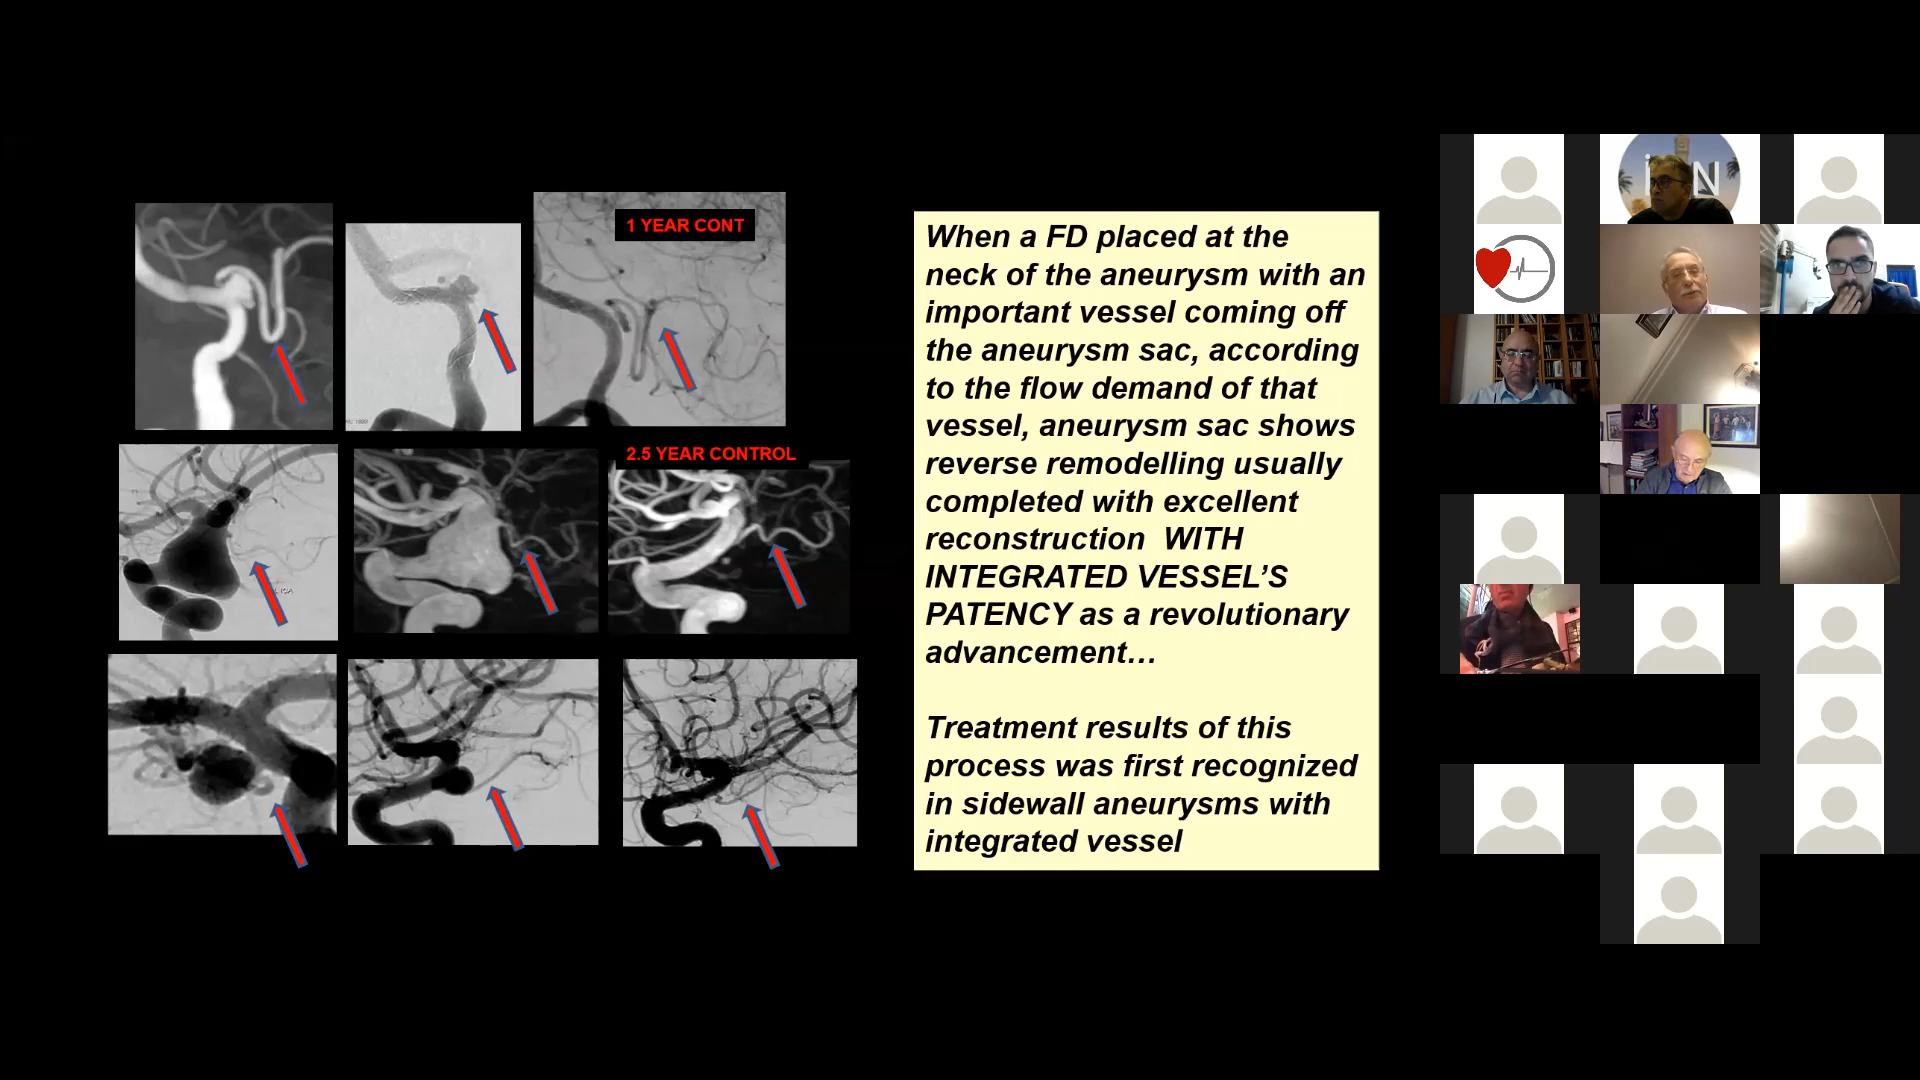 1 YEAR CONT
2.5 YEAR CONTROL
When a FD placed at the
neck of the aneurysm with an
important vessel coming off
the aneurysm sac, according
to the flow demand of that
vessel, aneurysm sac shows
reverse remodelling usually
completed with excellent
reconstruction WITH
INTEGRATED VESSEL’S
PATENCY as a revolutionary
advancement…
Treatment results of this
process was first recognized
in sidewall aneurysms with
integrated vessel